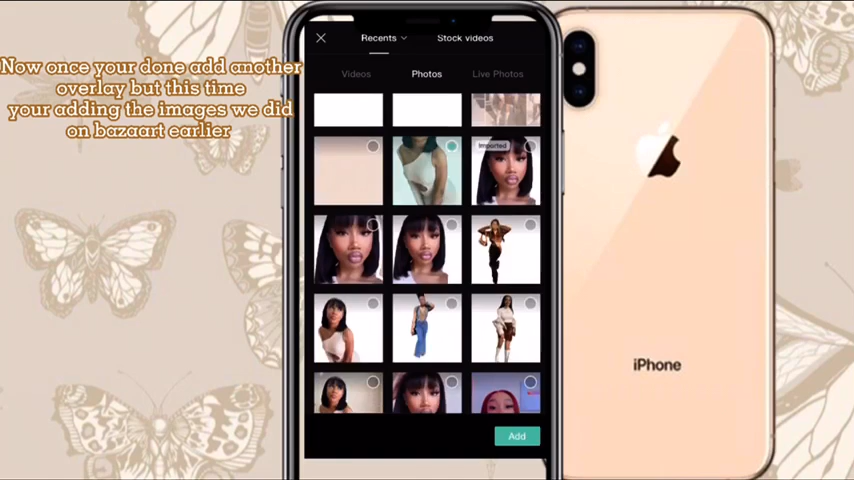 Now once your done add another
overlay but this time
your adding the images we did
on bazaart earlier
Recents
Stock videos
Videos
Photos
Live Photos
Imported
Add
iPhone